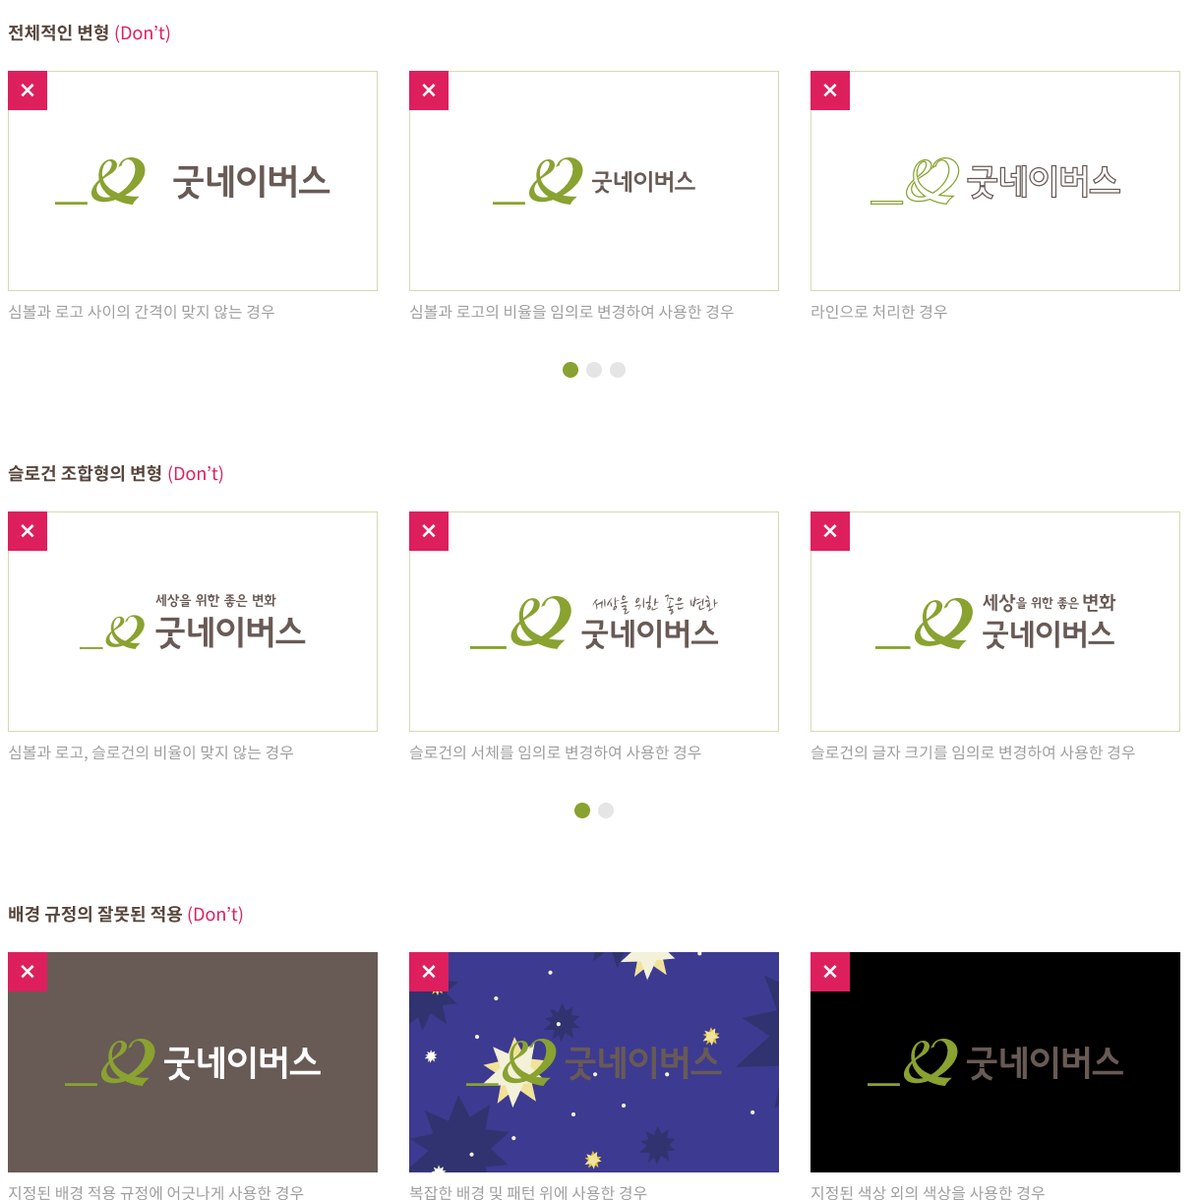 전체적인 변형 (Don’t)
굿네이버스
굿네이버스
굿네이버스
심볼과 로고 사이의 간격이 맞지 않는 경우
심볼과 로고의 비율을 임의로 변경하여 사용한 경우
라인으로 처리한 경우
슬로건 조합형의 변형 (Don’t)
세상을 위한 좋은 변화
굿네이버스
세상을 위한 좋은 변화
굿네이버스
세상을 위한 좋은 변화
굿네이버스
심볼과 로고, 슬로건의 비율이 맞지 않는 경우
슬로건의 서체를 임의로 변경하여 사용한 경우
슬로건의 글자 크기를 임의로 변경하여 사용한 경우
배경 규정의 잘못된 적용 (Don’t)
굿네이버스
굿네이버스
굿네이버스
지정된 배경 적용 규정에 어긋나게 사용한 경우
복잡한 배경 및 패턴 위에 사용한 경우
지정된 색상 외의 색상을 사용한 경우